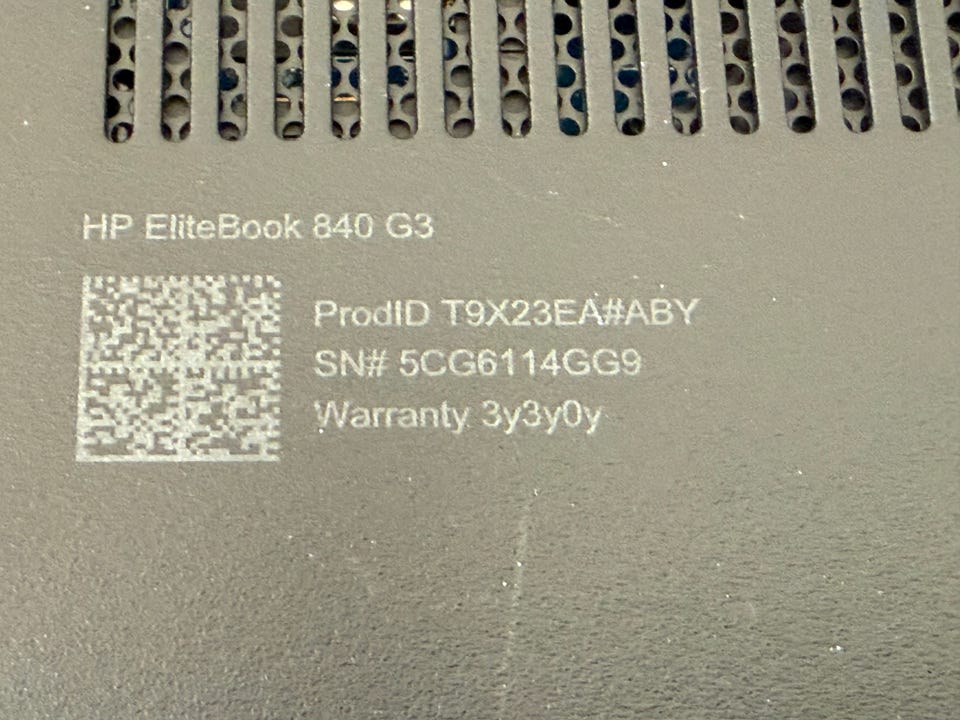 HP EliteBook 840 G3
ProdID T9X23EA#ABY
SN# 5CG6114GG9
Warranty 3y3y0y